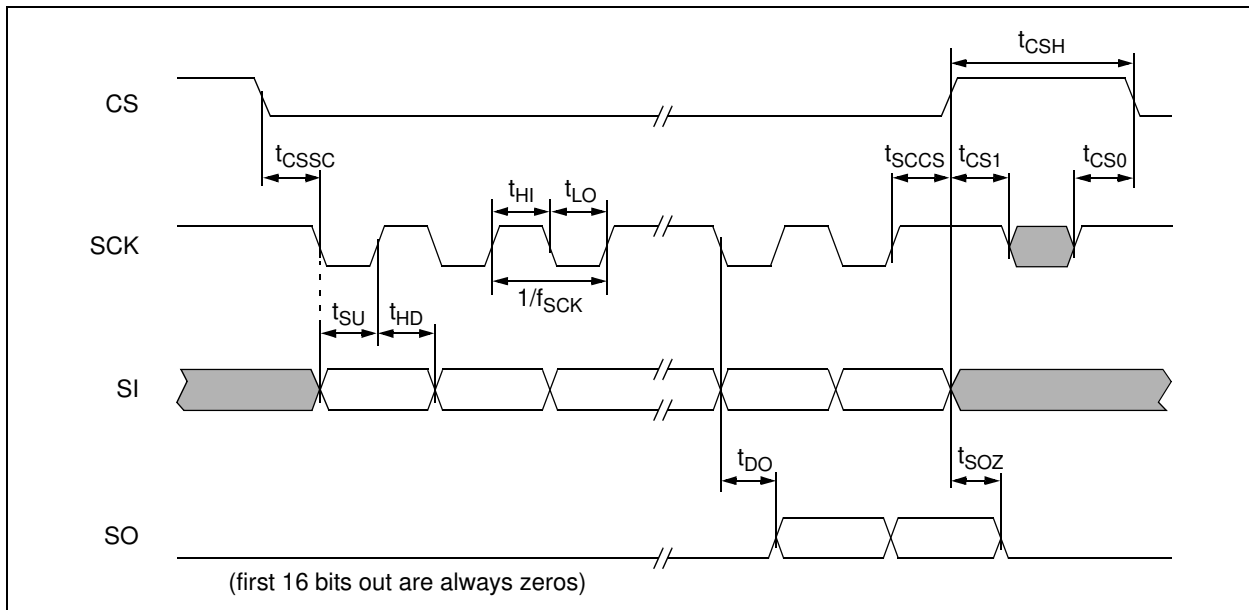 tCSH
CS
tCSSC
tSCCS
tCS1
tCS0
tHI
tLO
SCK
1/fSCK
tSU
tHD
SI
tDO
tSOZ
SO
(first 16 bits out are always zeros)